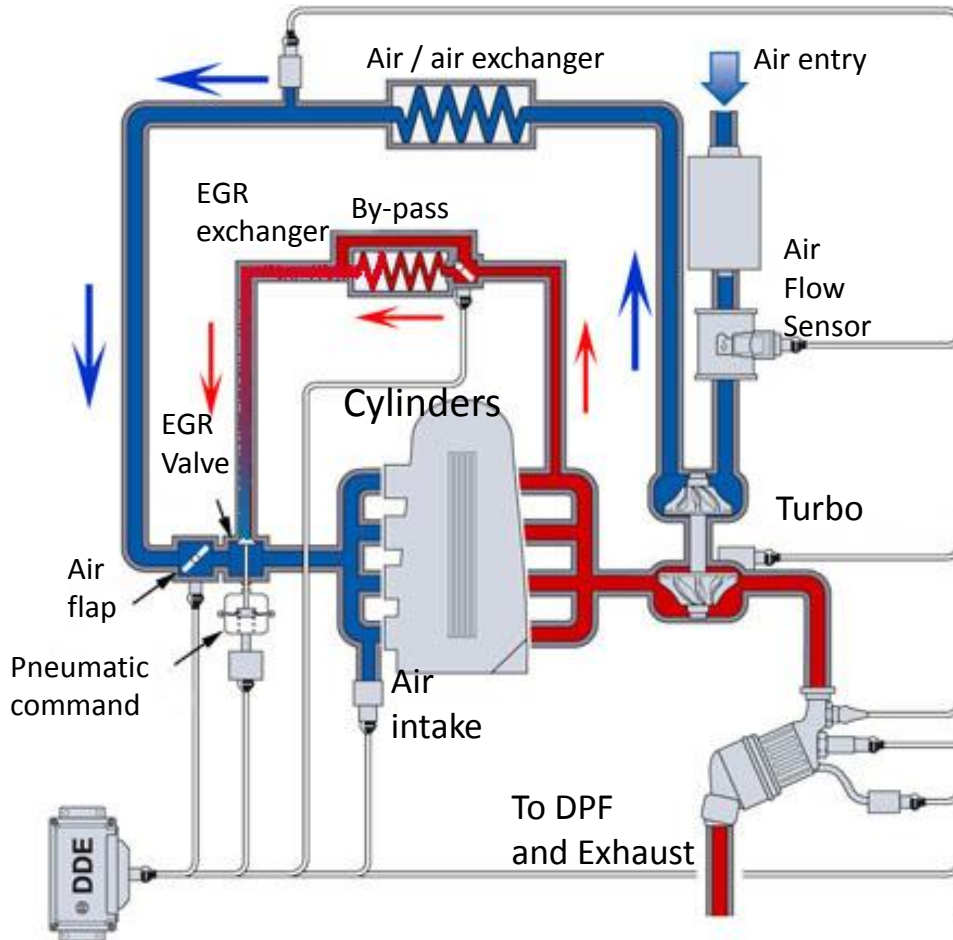 Air / air exchanger
Air entry
EGR
exchanger
By-pass
Air
Flow
Sensor
Cylinders
EGR
Valve
Turbo
Air
flap
Pneumatic
command
Air
intake
To DPF
and Exhaust
DDE